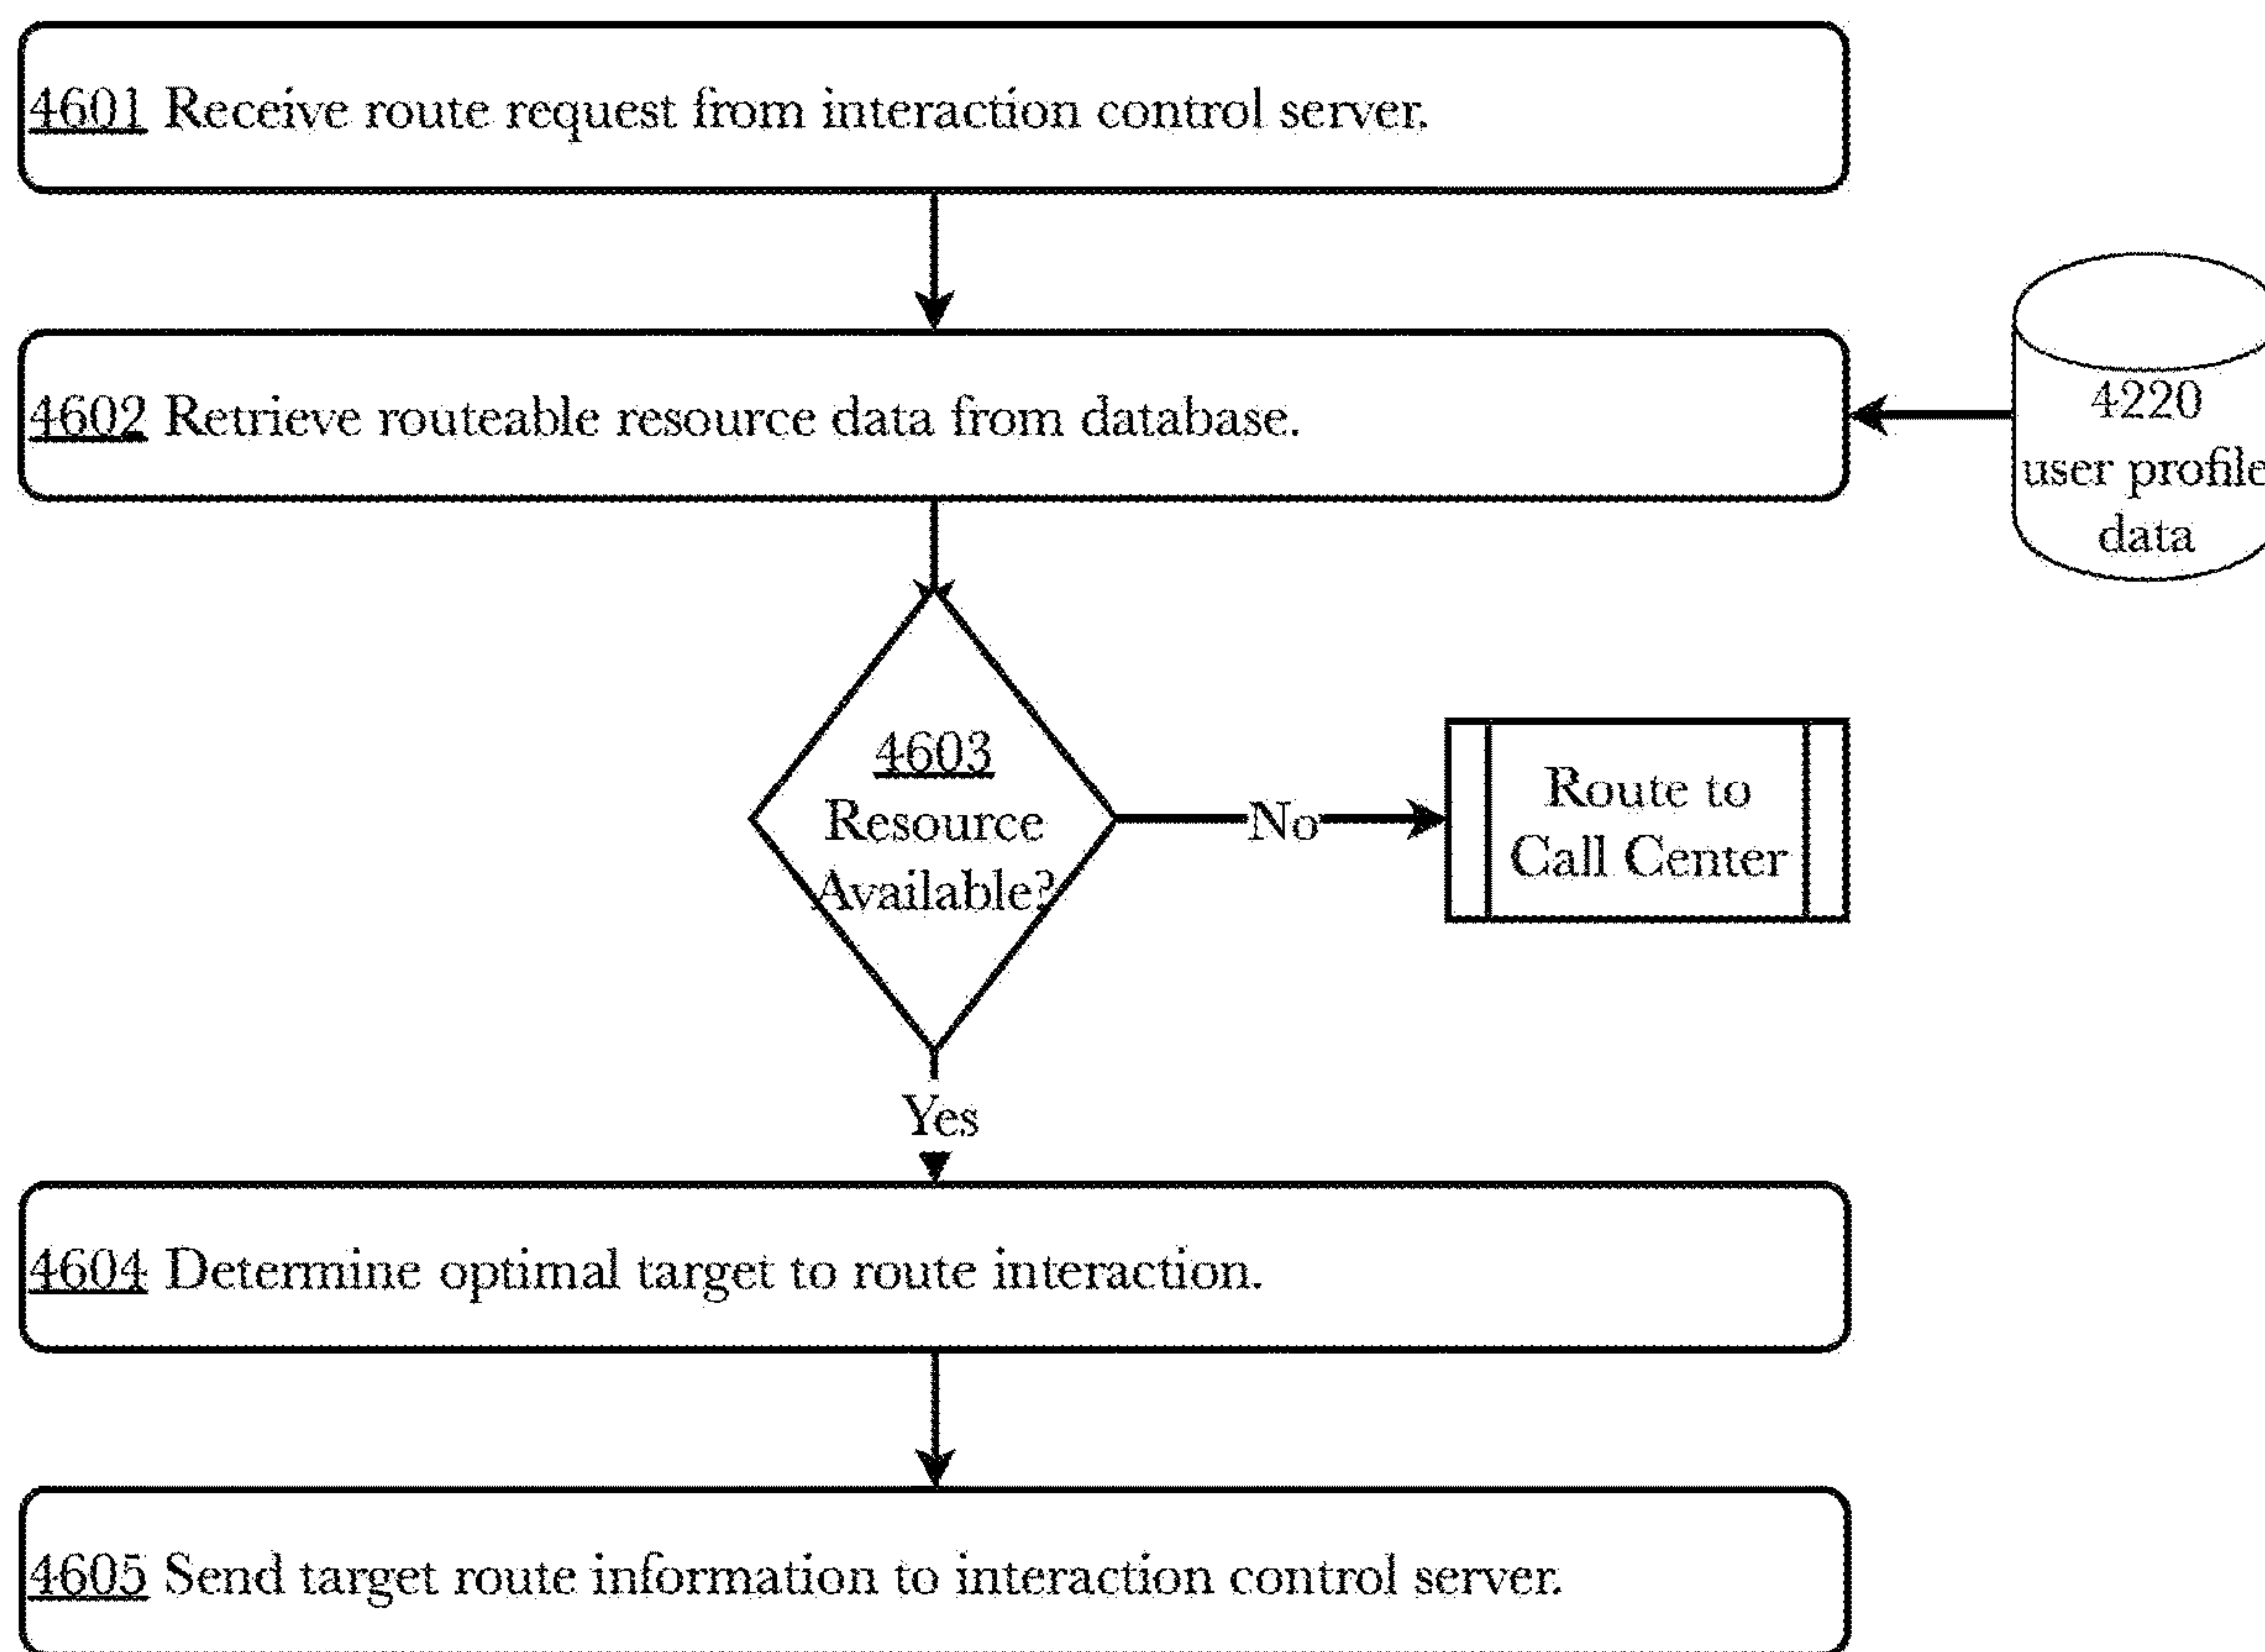 4601 Receive route request from interaction control server.
4602 Retrieve routeable resource data from database.
4220
user profile
data
4603
Resource
Available?
No
Route to
Call Center
Yes
4604 Determine optimal target to route interaction.
4605 Send target route information to interaction control server.